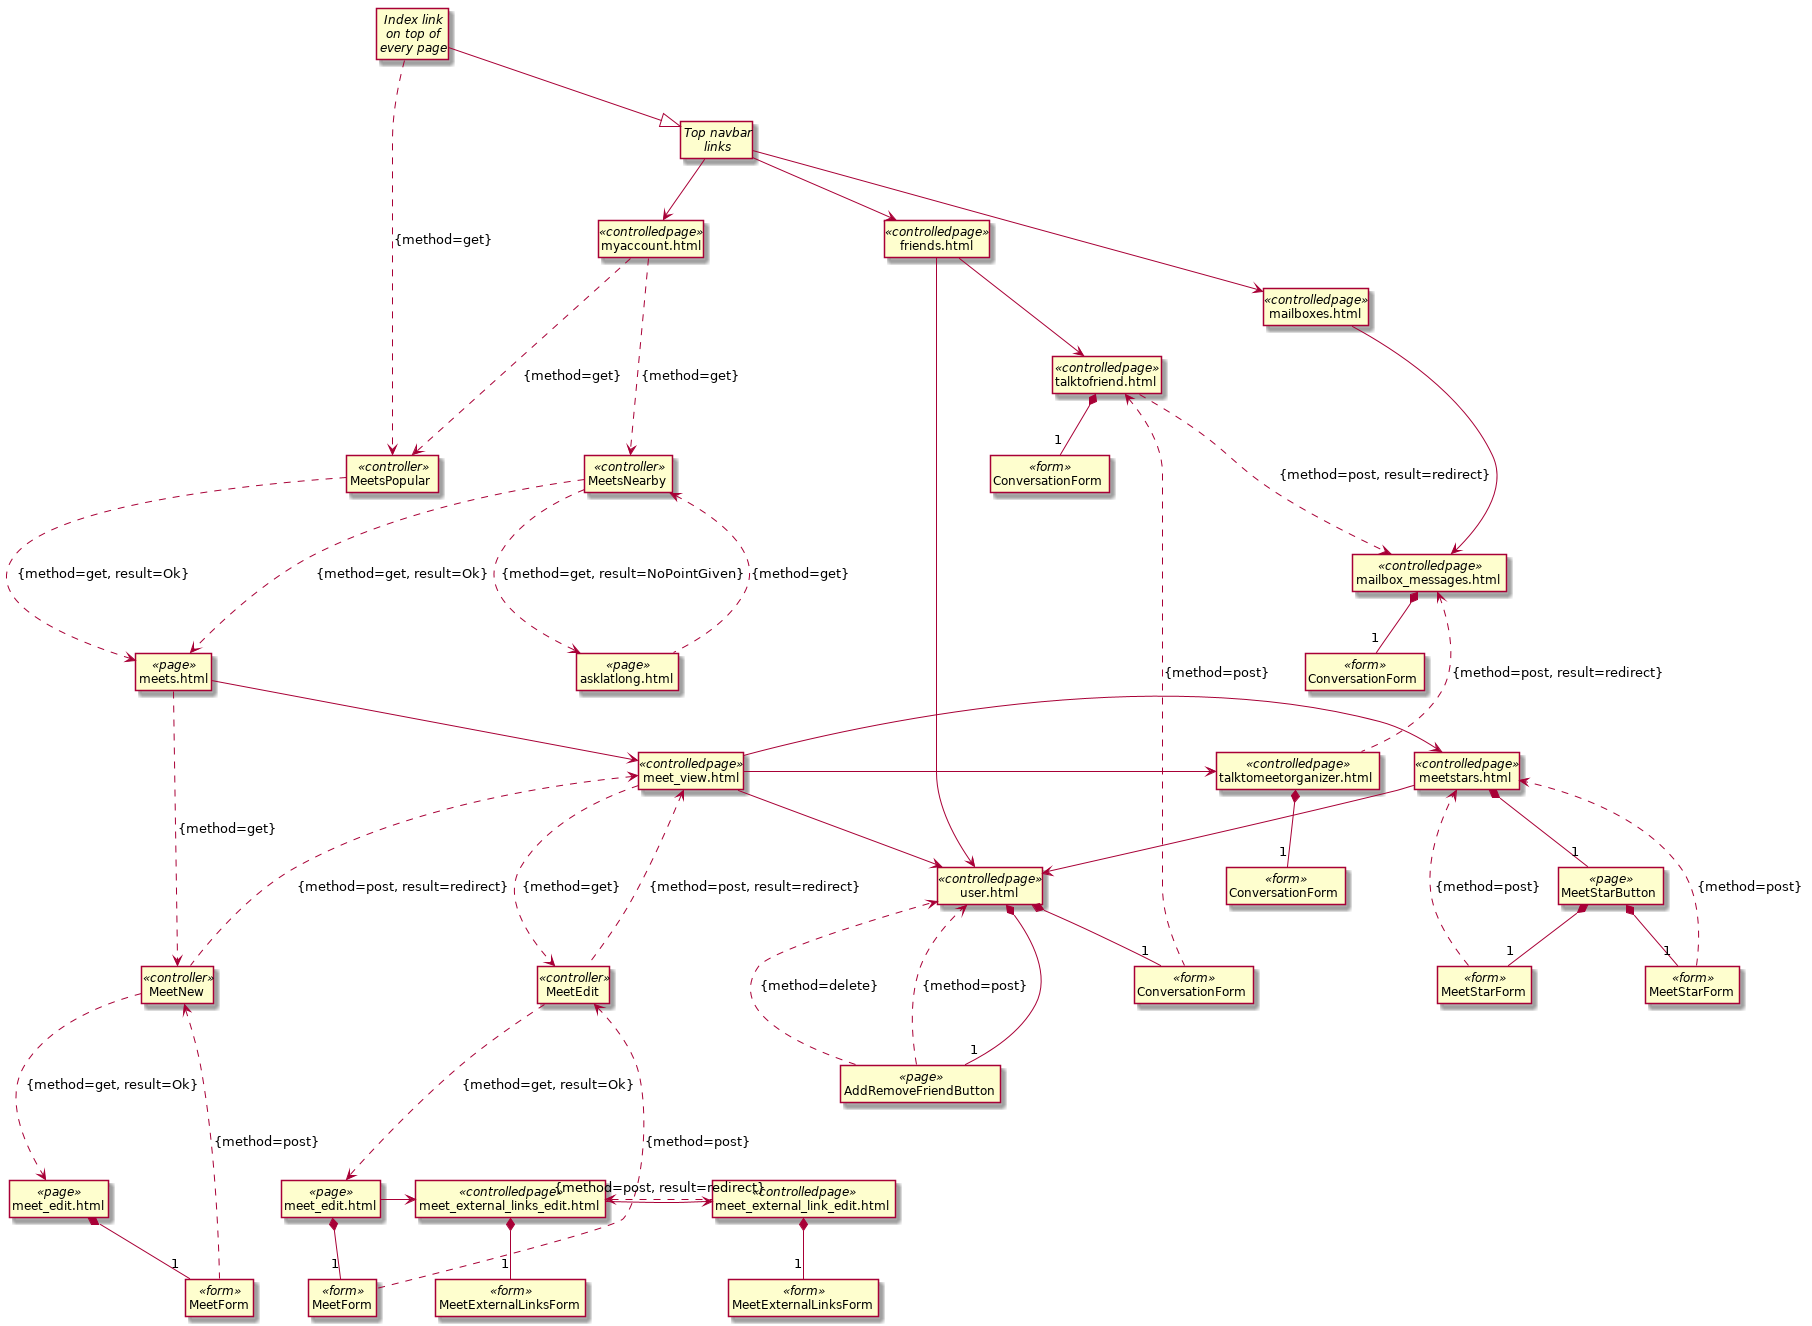 Index link
on top of
every page
Top navbar
links
«controlledpage»
myaccount.html
«controlledpage»
friends.html
{method=get}
«controlledpage»
mailboxes.html
{method=get}
{method=get}
«controlledpage»
talktofriend.html
1
«controller»
MeetsPopular
«controller»
MeetsNearby
«form»
ConversationForm
{method=post, result=redirect}
{method=get, result=Ok}
{method=get, result=Ok}
{method=get, result=NoPointGiven}
{method=get}
«controlledpage»
mailbox_messages.html
1
«page»
meets.html
«page»
asklatlong.html
{method=post}
«form»
ConversationForm
{method=post, result=redirect}
«controlledpage»
meet_view.html
«controlledpage»
talktomeetorganizer.html
«controlledpage»
meetstars.html
{method=get}
1
1
{method=post, result=redirect}
{method=get}
{method=post, result=redirect}
«controlledpage»
user.html
«form»
ConversationForm
{method=post}
«page»
MeetStarButton
{method=post}
1
1
1
«controller»
MeetNew
«controller»
MeetEdit
{method=delete}
{method=post}
«form»
ConversationForm
«form»
MeetStarForm
«form»
MeetStarForm
1
{method=get, result=Ok}
{method=get, result=Ok}
«page»
AddRemoveFriendButton
{method=post}
{method=post}
«page»
meet_edit.html
«page»
meet_edit.html
«controlledpage»
meet_external_links_edit.html
{method=post, result=redirect}
«controlledpage»
meet_external_link_edit.html
1
1
1
1
«form»
MeetForm
«form»
MeetForm
«form»
MeetExternalLinksForm
«form»
MeetExternalLinksForm